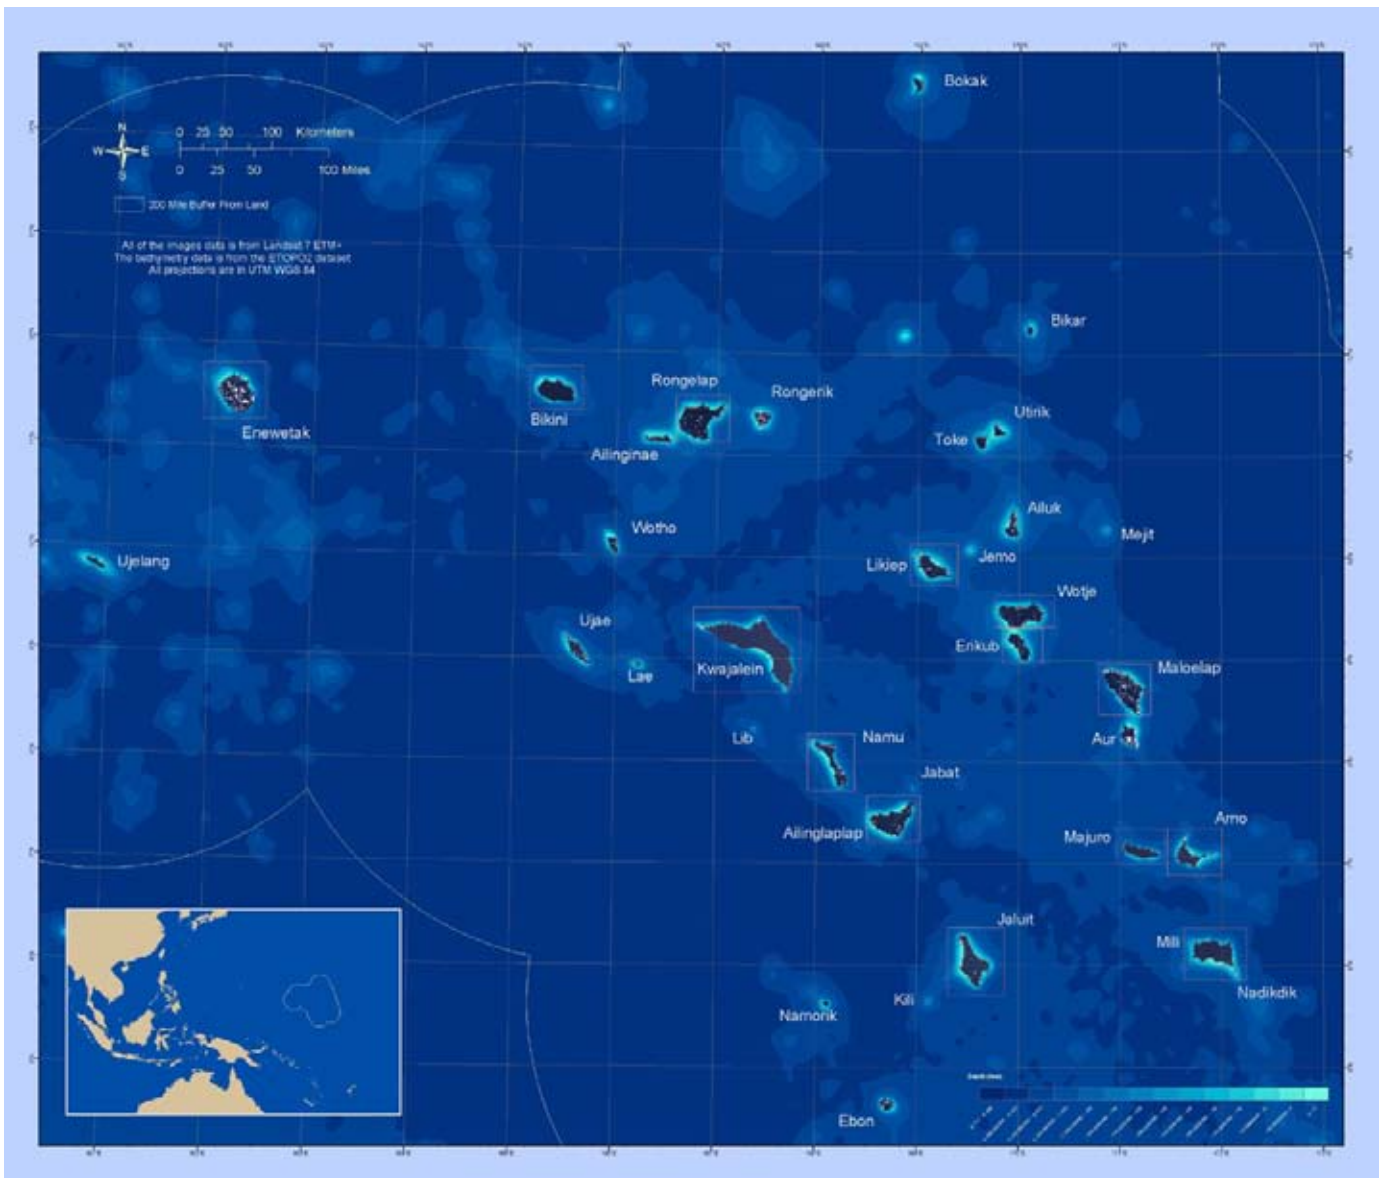 Bokak
N
W E
S
0 25 50 100 Kilometers
0 25 50 100 Miles
200 Mile Buffer From Land
All of the images data is from Landsat 7 ETM+
The bathymetry data is from the ETOPO2 dataset
All projections are in UTM WGS 84
Bikar
Rongelap
Rongerik
Bikini
Utirik
Enewetak
Toke
Ailinginae
Ailuk
Wotho
Mejit
Jemo
Ujelang
Likiep
Wotje
Ujae
Erikub
Kwajalein
Maloelap
Lae
Lib
Namu
Aur
Jabat
Arno
Ailinglaplap
Majuro
Jaluit
Mili
Nadikdik
Kili
Namorik
Ebon